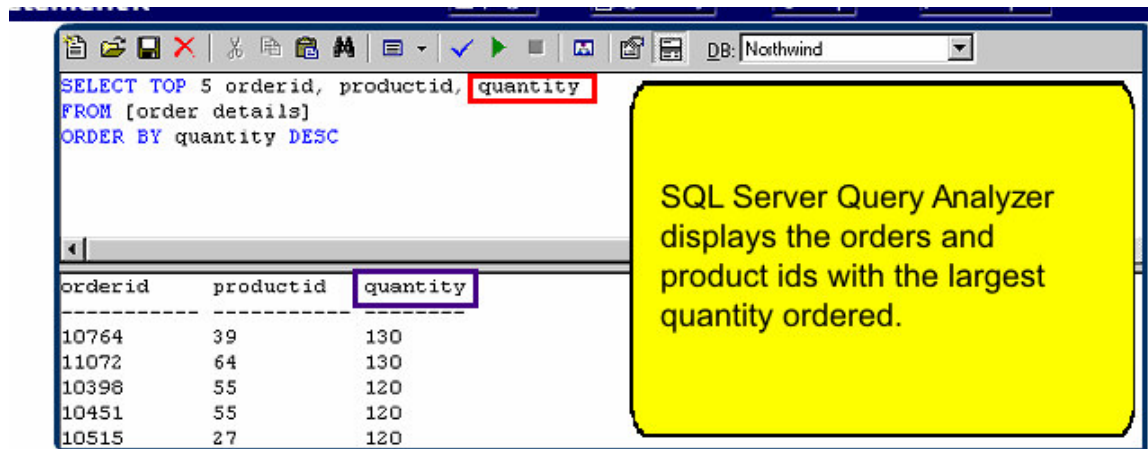 DB: Northwind
SELECT TOP 5 orderid, productid, quantity
FROM [order details]
ORDER BY quantity DESC
SQL Server Query Analyzer
displays the orders and
product ids with the largest
quantity ordered.
orderid productid quantity
----------- ----------- --------
10764 39 130
11072 64 130
10398 55 120
10451 55 120
10515 27 120